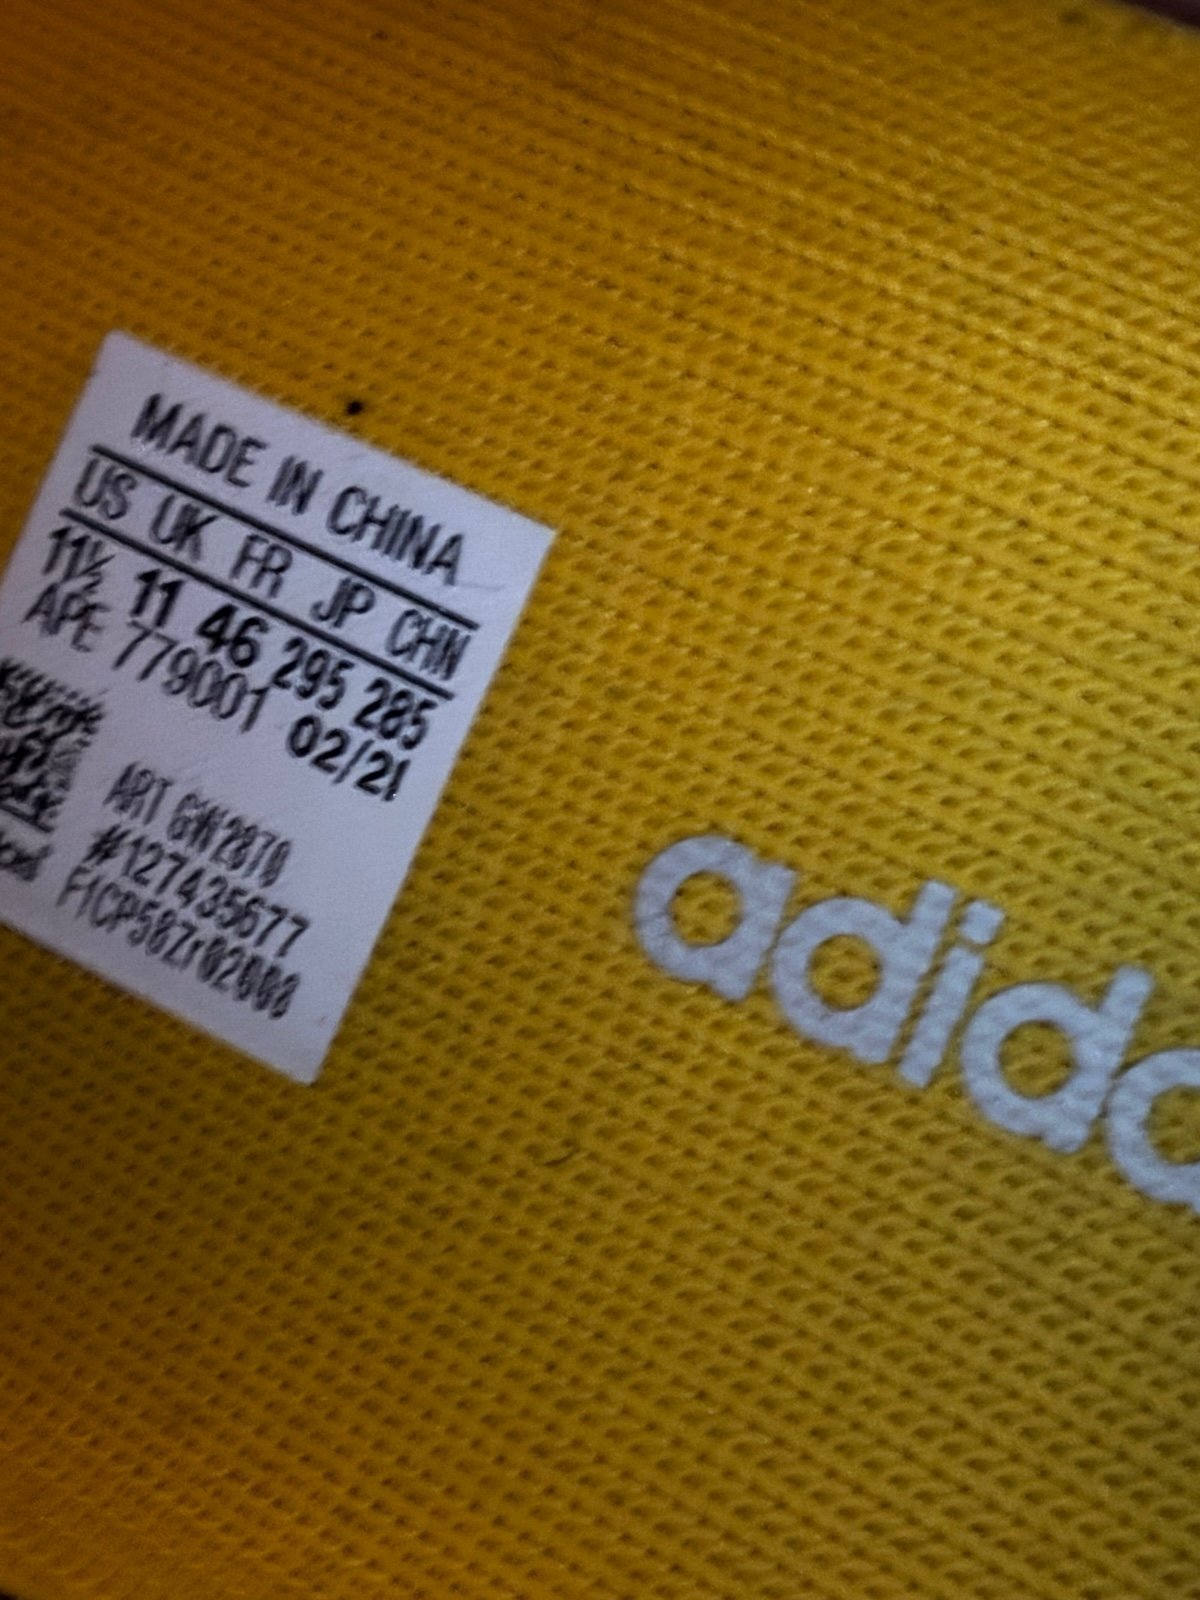 MADE IN CHINA
US UK FR JP CHN
11½ 11 46 295 285
APE 779001 02/21
ART GW2870
#127435677
adida